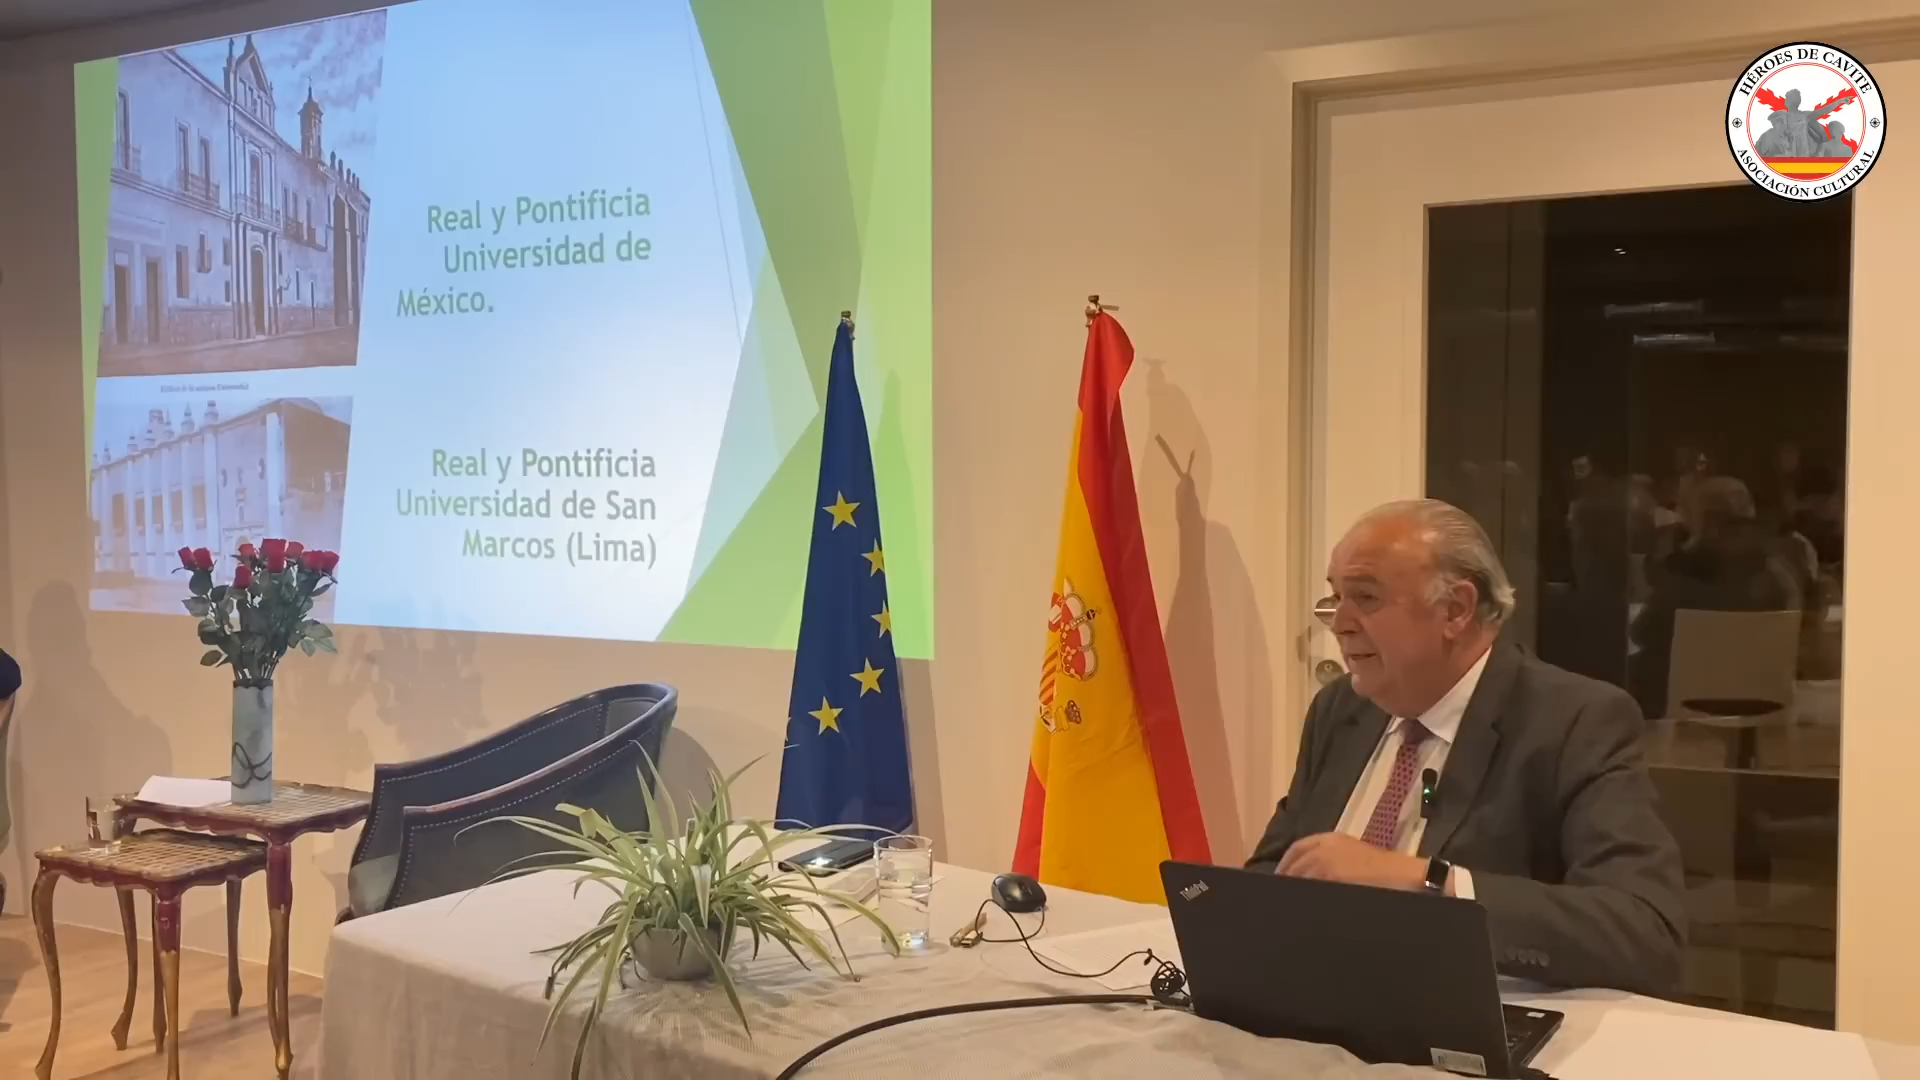 Real y Pontificia
Universidad de
México.
Real y Pontificia
Universidad de San
Marcos (Lima)
HÉROES DE CAVITE
ASOCIACIÓN CULTURAL
ThinkPad